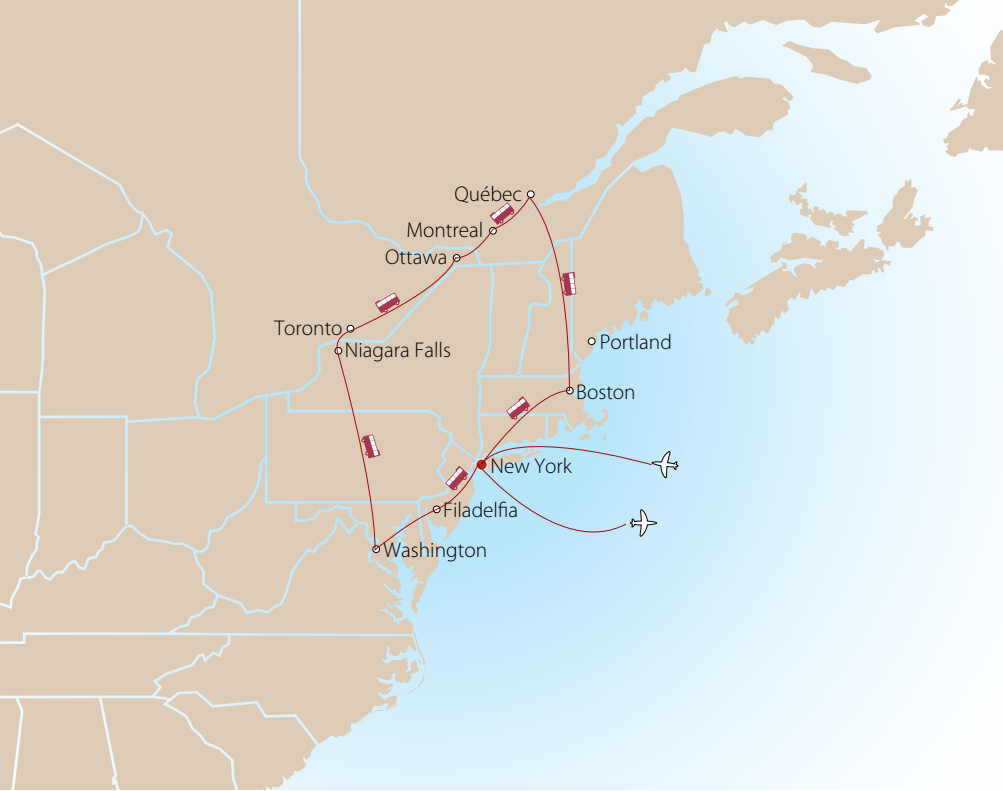 Québec
Montreal
Ottawa
Toronto
Niagara Falls
Portland
Boston
New York
Filadelfia
Washington